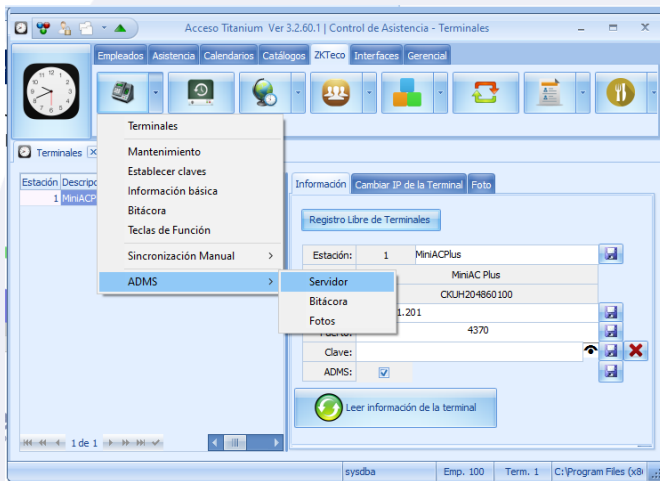 Acceso Titanium Ver 3.2.60.1 | Control de Asistencia - Terminales
Empleados Asistencia Calendarios Catálogos ZKTeco Interfaces Gerencial
Terminales
Mantenimiento
Establecer claves
Información básica
Bitácora
Teclas de Función
Sincronización Manual
ADMS
Servidor
Bitácora
Fotos
Terminales
Estación
1 MiniACP
1 de 1
Información Cambiar IP de la Terminal Foto
Registro Libre de Terminales
Estación: 1 MiniACPlus
MiniAC Plus
CKUH204860100
1.201
4370
Clave:
ADMS:
Leer información de la terminal
sysdba Emp. 100 Term. 1 C:\Program Files (x8